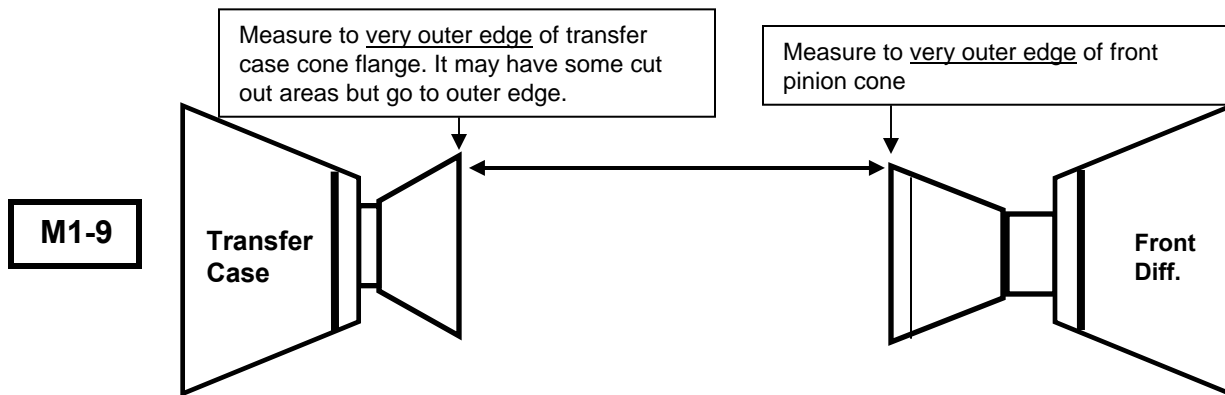 Measure to very outer edge of transfer
case cone flange. It may have some cut
out areas but go to outer edge.
Measure to very outer edge of front
pinion cone
M1-9
Transfer
Case
Front
Diff.